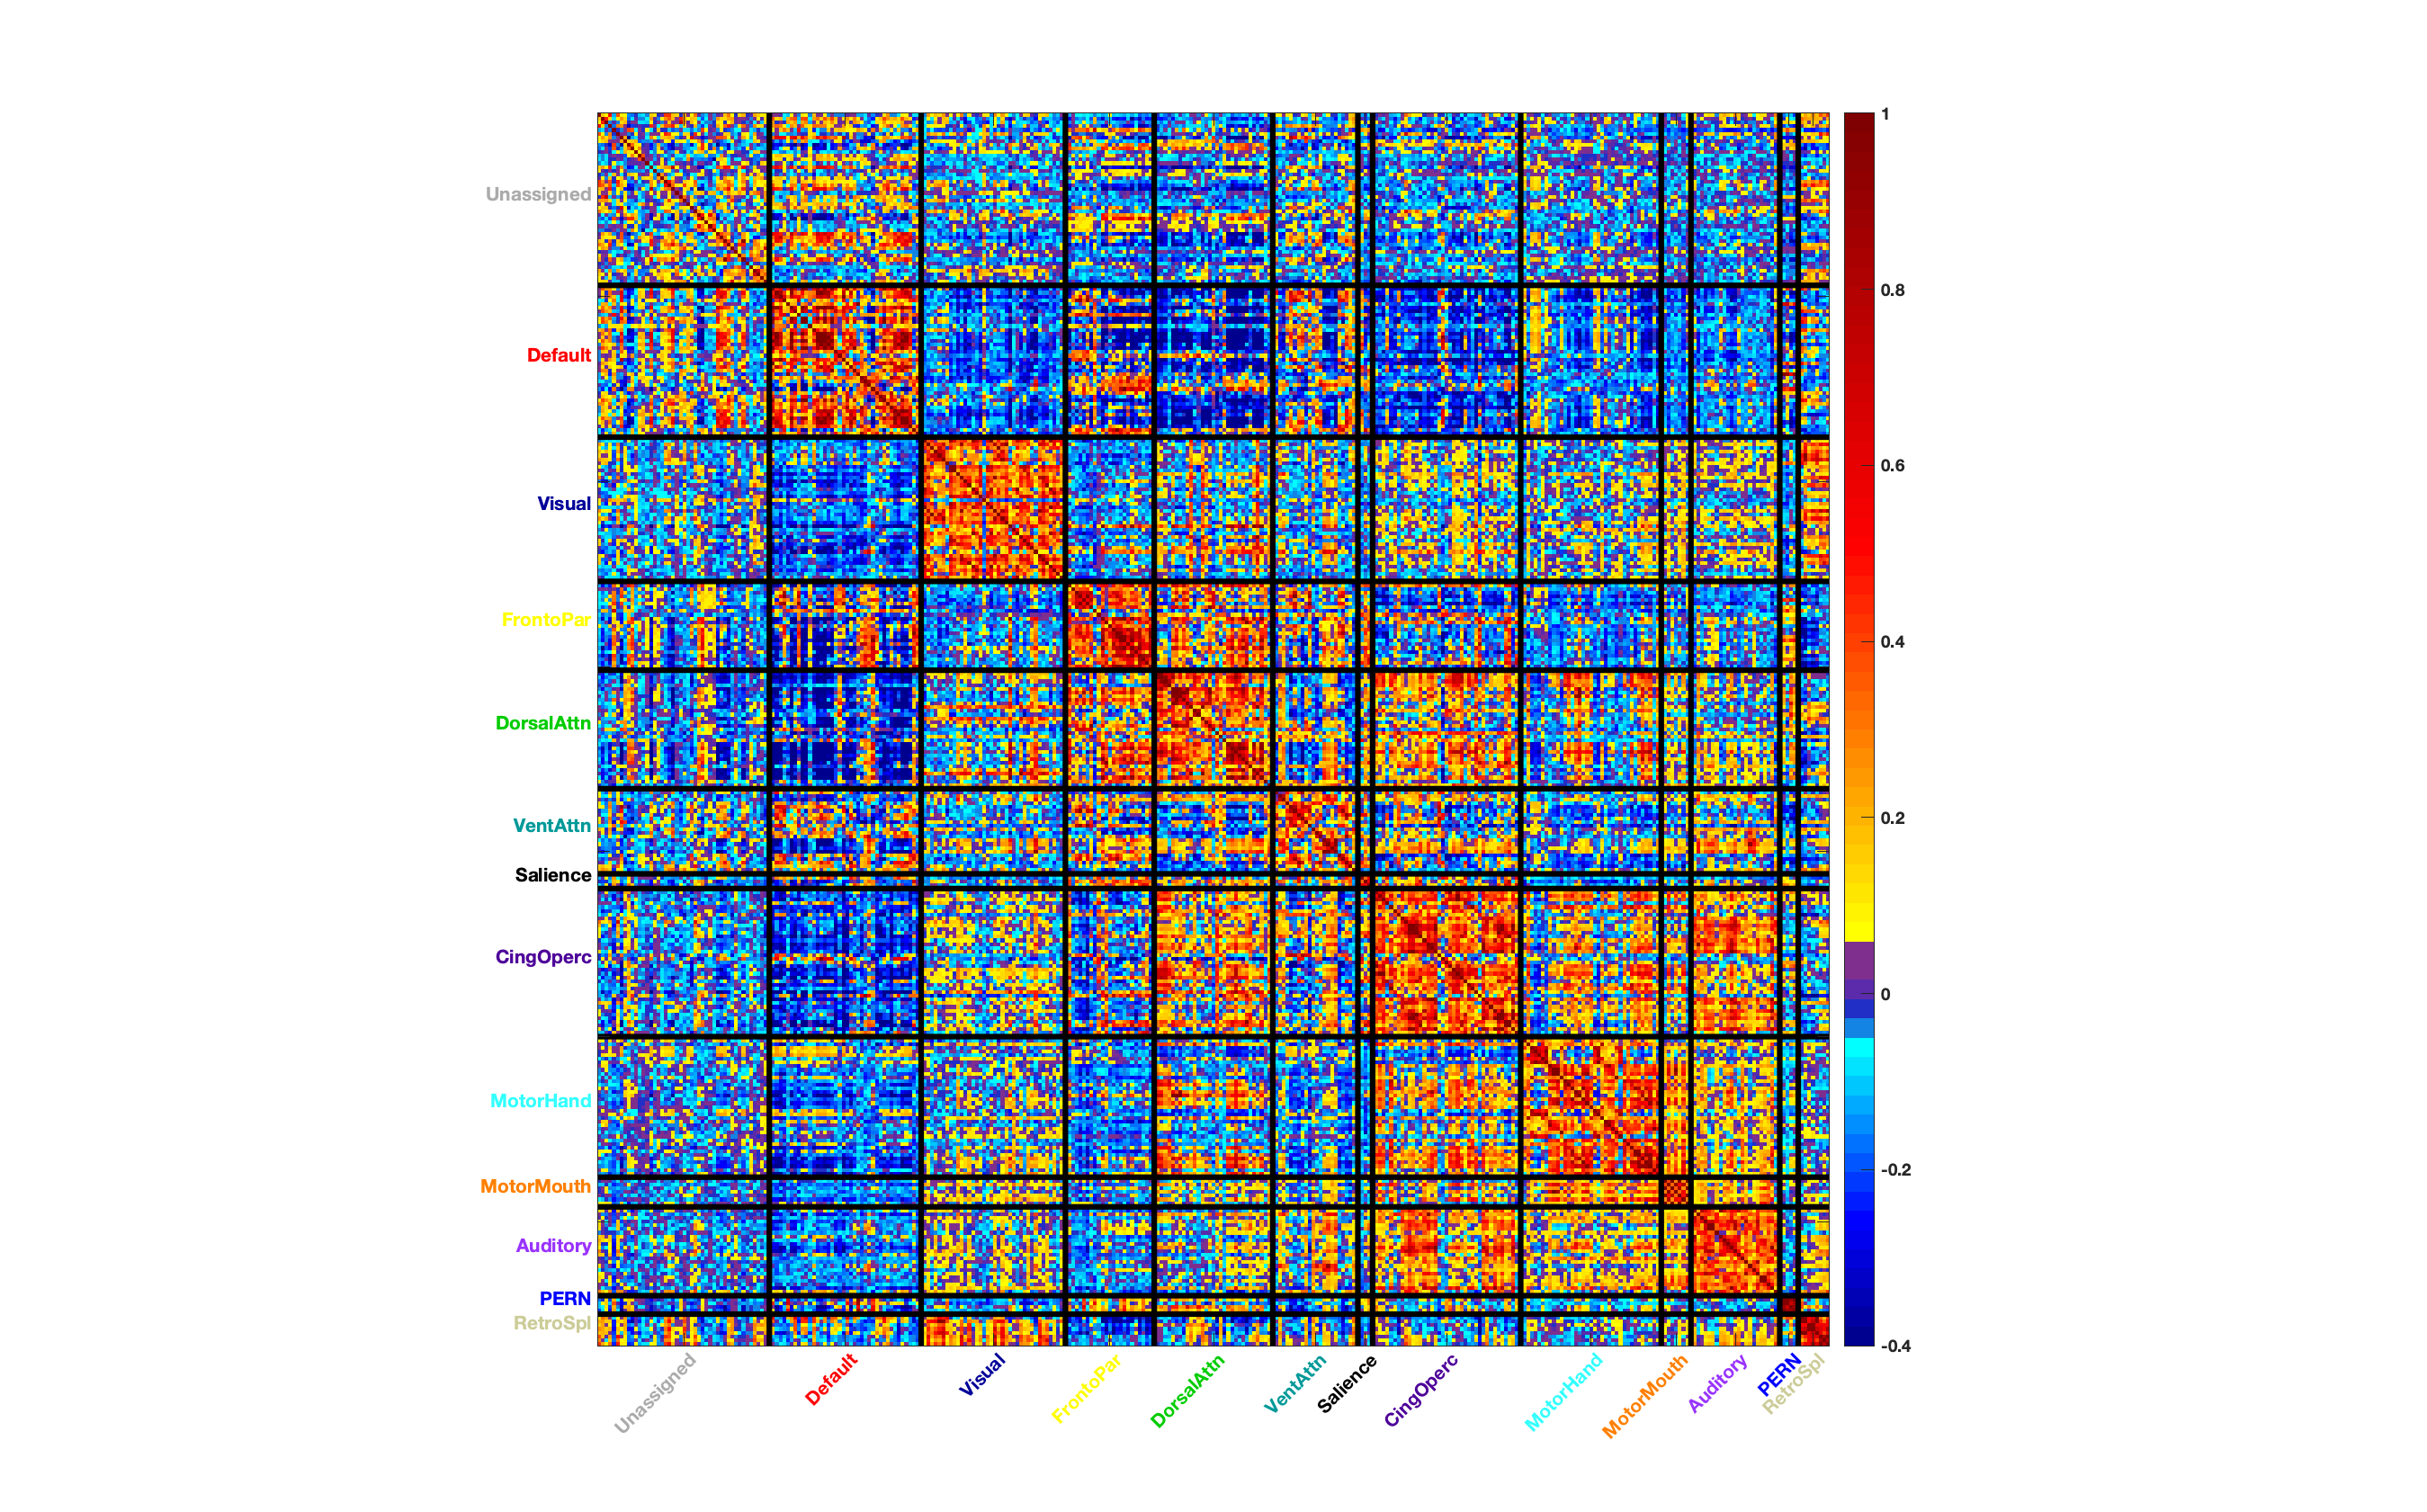 1
Unassigned
0.8
Default
0.6
Visual
FrontoPar
0.4
DorsalAttn
0.2
VentAttn
Salience
CingOperc
0
MotorHand
-0.2
MotorMouth
Auditory
PERN
RetroSpl
-0.4
Unassigned
Default
Visual
FrontoPar
DorsalAttn
VentAttn
Salience
CingOperc
MotorHand
MotorMouth
Auditory
PERN
RetroSpl